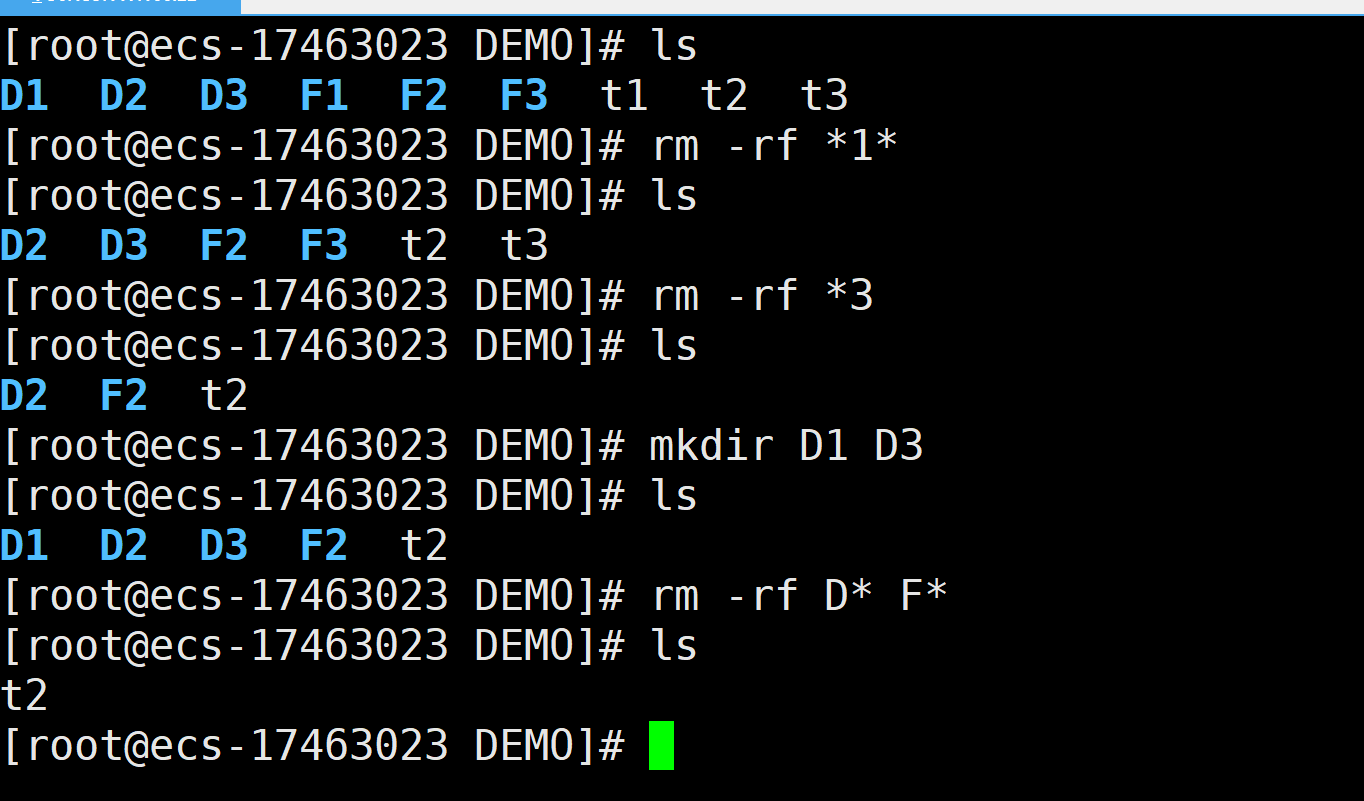 [root@ecs-17463023 DEMO]# ls
D1  D2  D3  F1  F2  F3  t1  t2  t3
[root@ecs-17463023 DEMO]# rm -rf *1*
[root@ecs-17463023 DEMO]# ls
D2  D3  F2  F3  t2  t3
[root@ecs-17463023 DEMO]# rm -rf *3
[root@ecs-17463023 DEMO]# ls
D2  F2  t2
[root@ecs-17463023 DEMO]# mkdir D1 D3
[root@ecs-17463023 DEMO]# ls
D1  D2  D3  F2  t2
[root@ecs-17463023 DEMO]# rm -rf D* F*
[root@ecs-17463023 DEMO]# ls
t2
[root@ecs-17463023 DEMO]#